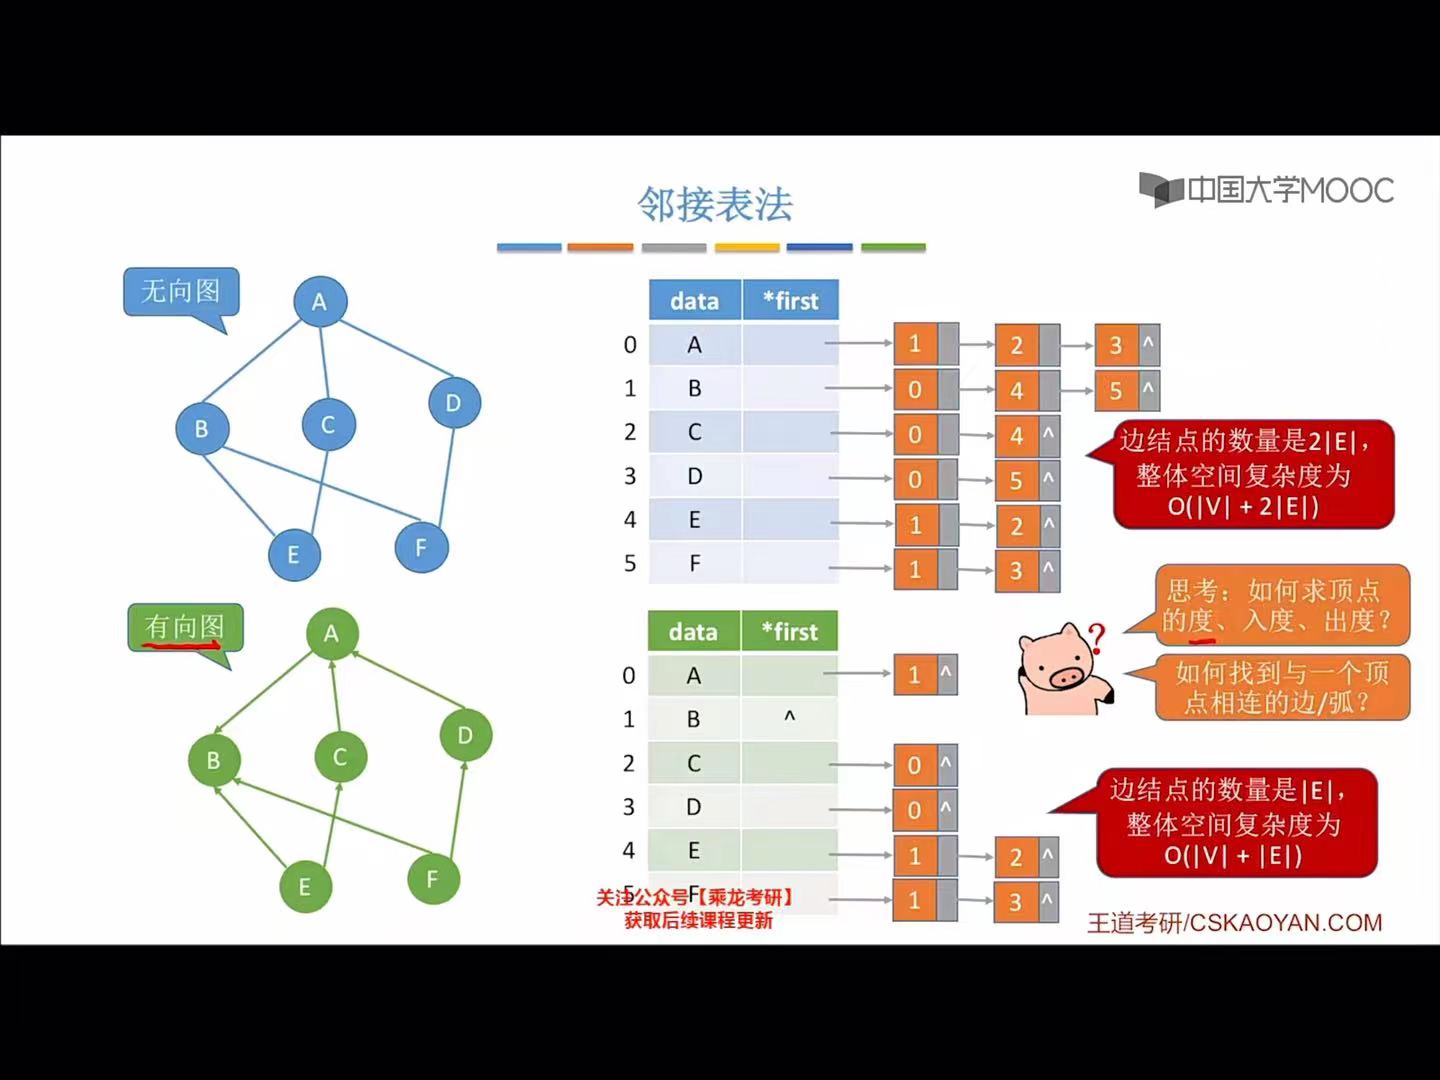 邻接表法
中国大学MOOC
无向图
A
B
C
D
E
F
data *first
0 A 1 2 3 ^
1 B 0 4 5 ^
2 C 0 4 ^
3 D 0 5 ^
4 E 1 2 ^
5 F 1 3 ^
边结点的数量是2|E|，
整体空间复杂度为
O(|V| + 2|E|)
思考：如何求顶点
的度、入度、出度？
?
如何找到与一个顶
点相连的边/弧？
有向图
A
B
C
D
E
F
data *first
0 A 1 ^
1 B ^
2 C 0 ^
3 D 0 ^
4 E 1 2 ^
5 F 1 3 ^
边结点的数量是|E|，
整体空间复杂度为
O(|V| + |E|)
关注公众号【乘龙考研】
获取后续课程更新
王道考研/CSKAOYAN.COM